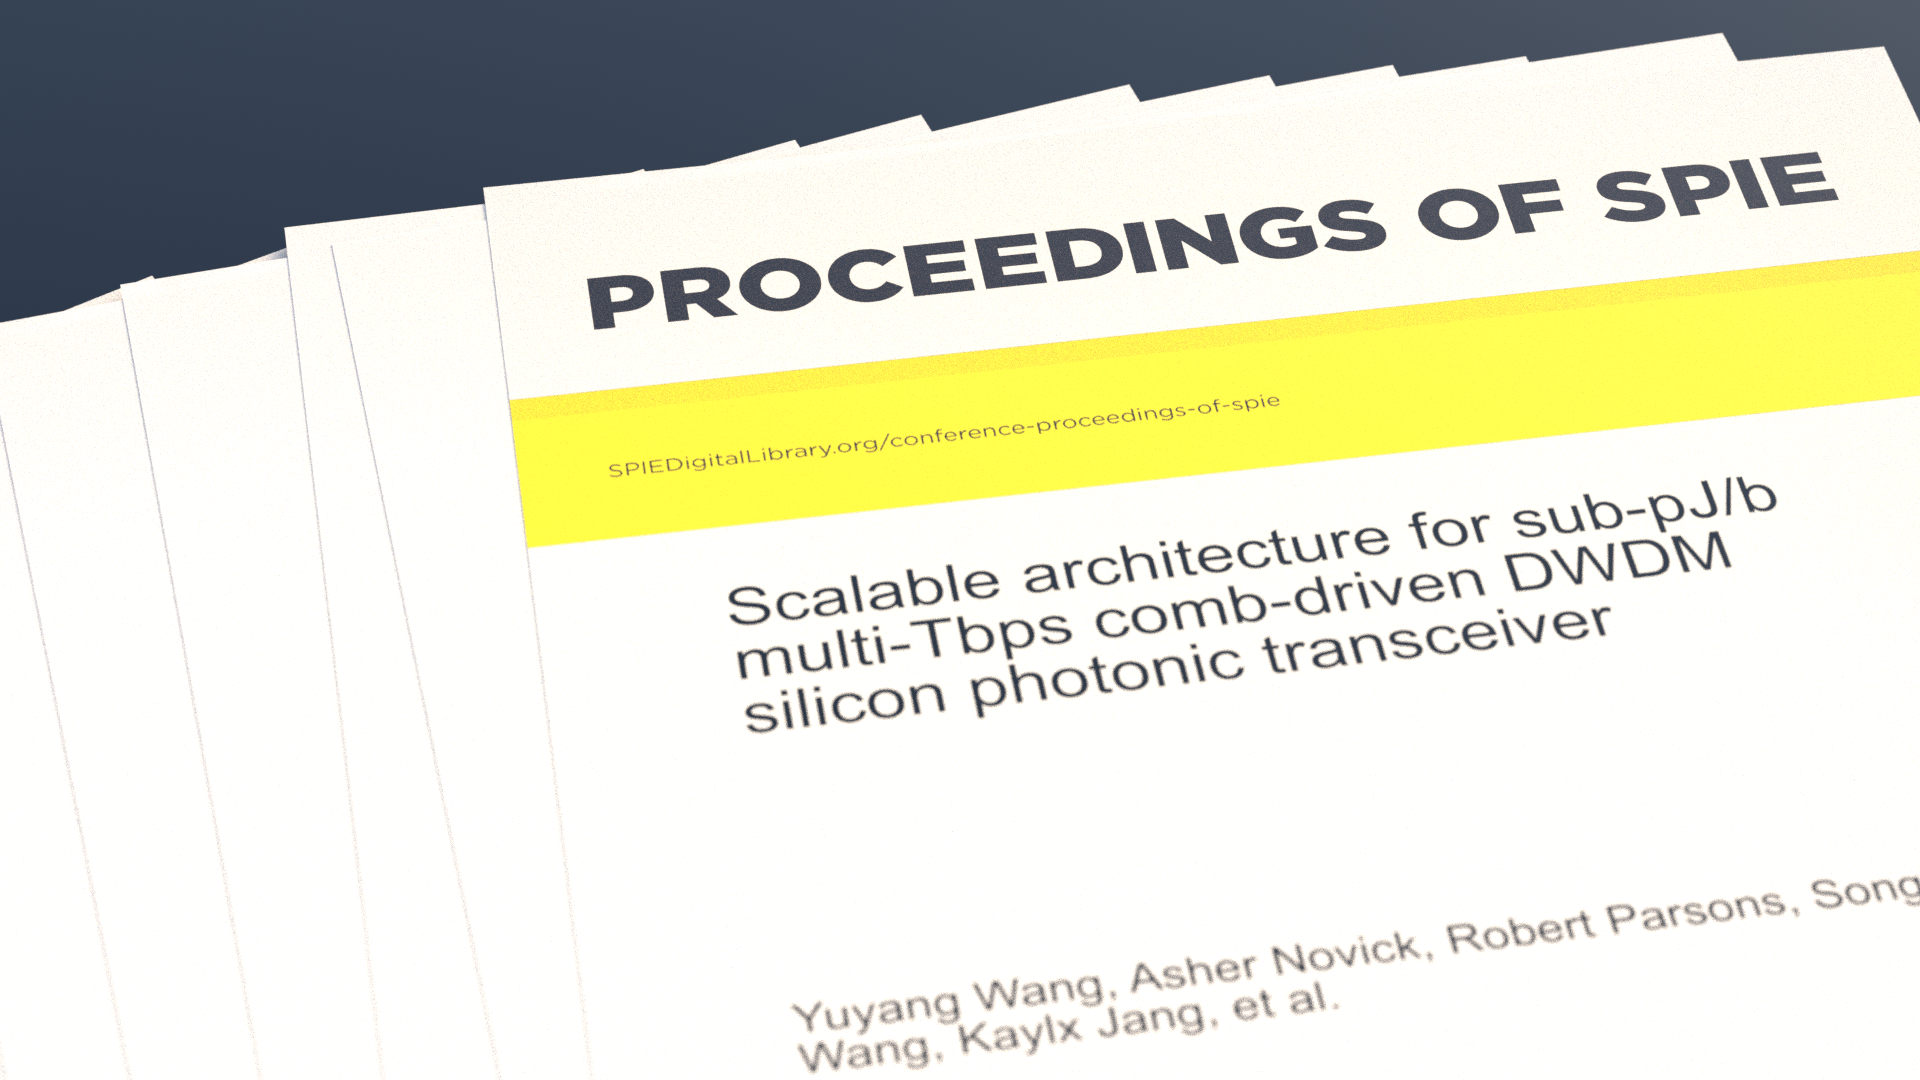 PROCEEDINGS OF SPIE
SPIEDigitalLibrary.org/conference-proceedings-of-spie
Scalable architecture for sub-pJ/b
multi-Tbps comb-driven DWDM
silicon photonic transceiver
Yuyang Wang, Asher Novick, Robert Parsons, Song
Wang, Kaylx Jang, et al.